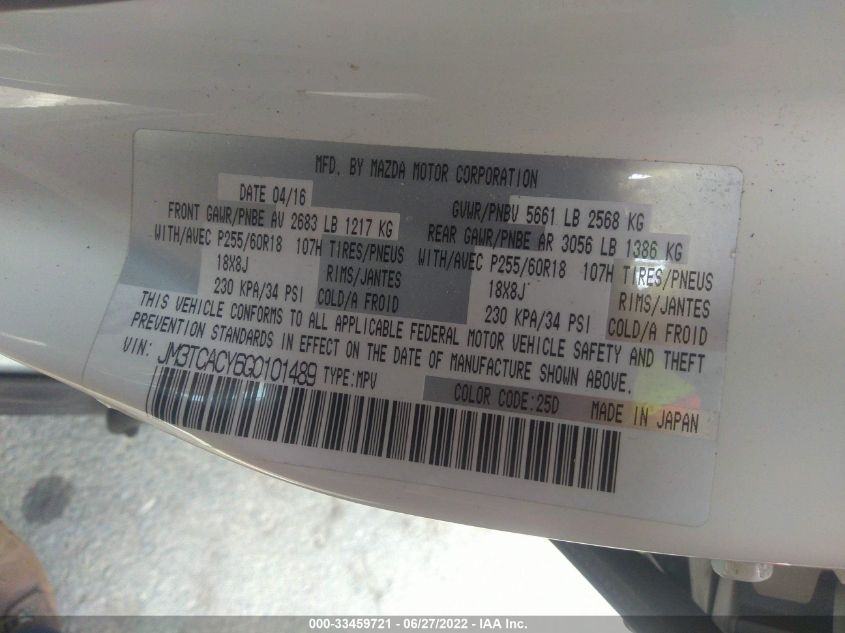 MFD. BY MAZDA MOTOR CORPORATION
DATE 04/16
GVWR/PNBV 5661 LB 2568 KG
FRONT GAWR/PNBE AV 2683 LB 1217 KG
REAR GAWR/PNBE AR 3056 LB 1386 KG
WITH/AVEC P255/60R18 107H TIRES/PNEUS
WITH/AVEC P255/60R18 107H TIRES/PNEUS
18X8J RIMS/JANTES
18X8J RIMS/JANTES
230 KPA/34 PSI COLD/A FROID
230 KPA/34 PSI COLD/A FROID
THIS VEHICLE CONFORMS TO ALL APPLICABLE FEDERAL MOTOR VEHICLE SAFETY AND THEFT
PREVENTION STANDARDS IN EFFECT ON THE DATE OF MANUFACTURE SHOWN ABOVE.
VIN: JM3TCACY6G0101489 TYPE:MPV
COLOR CODE:25D MADE IN JAPAN
000-33459721 - 06/27/2022 - IAA Inc.